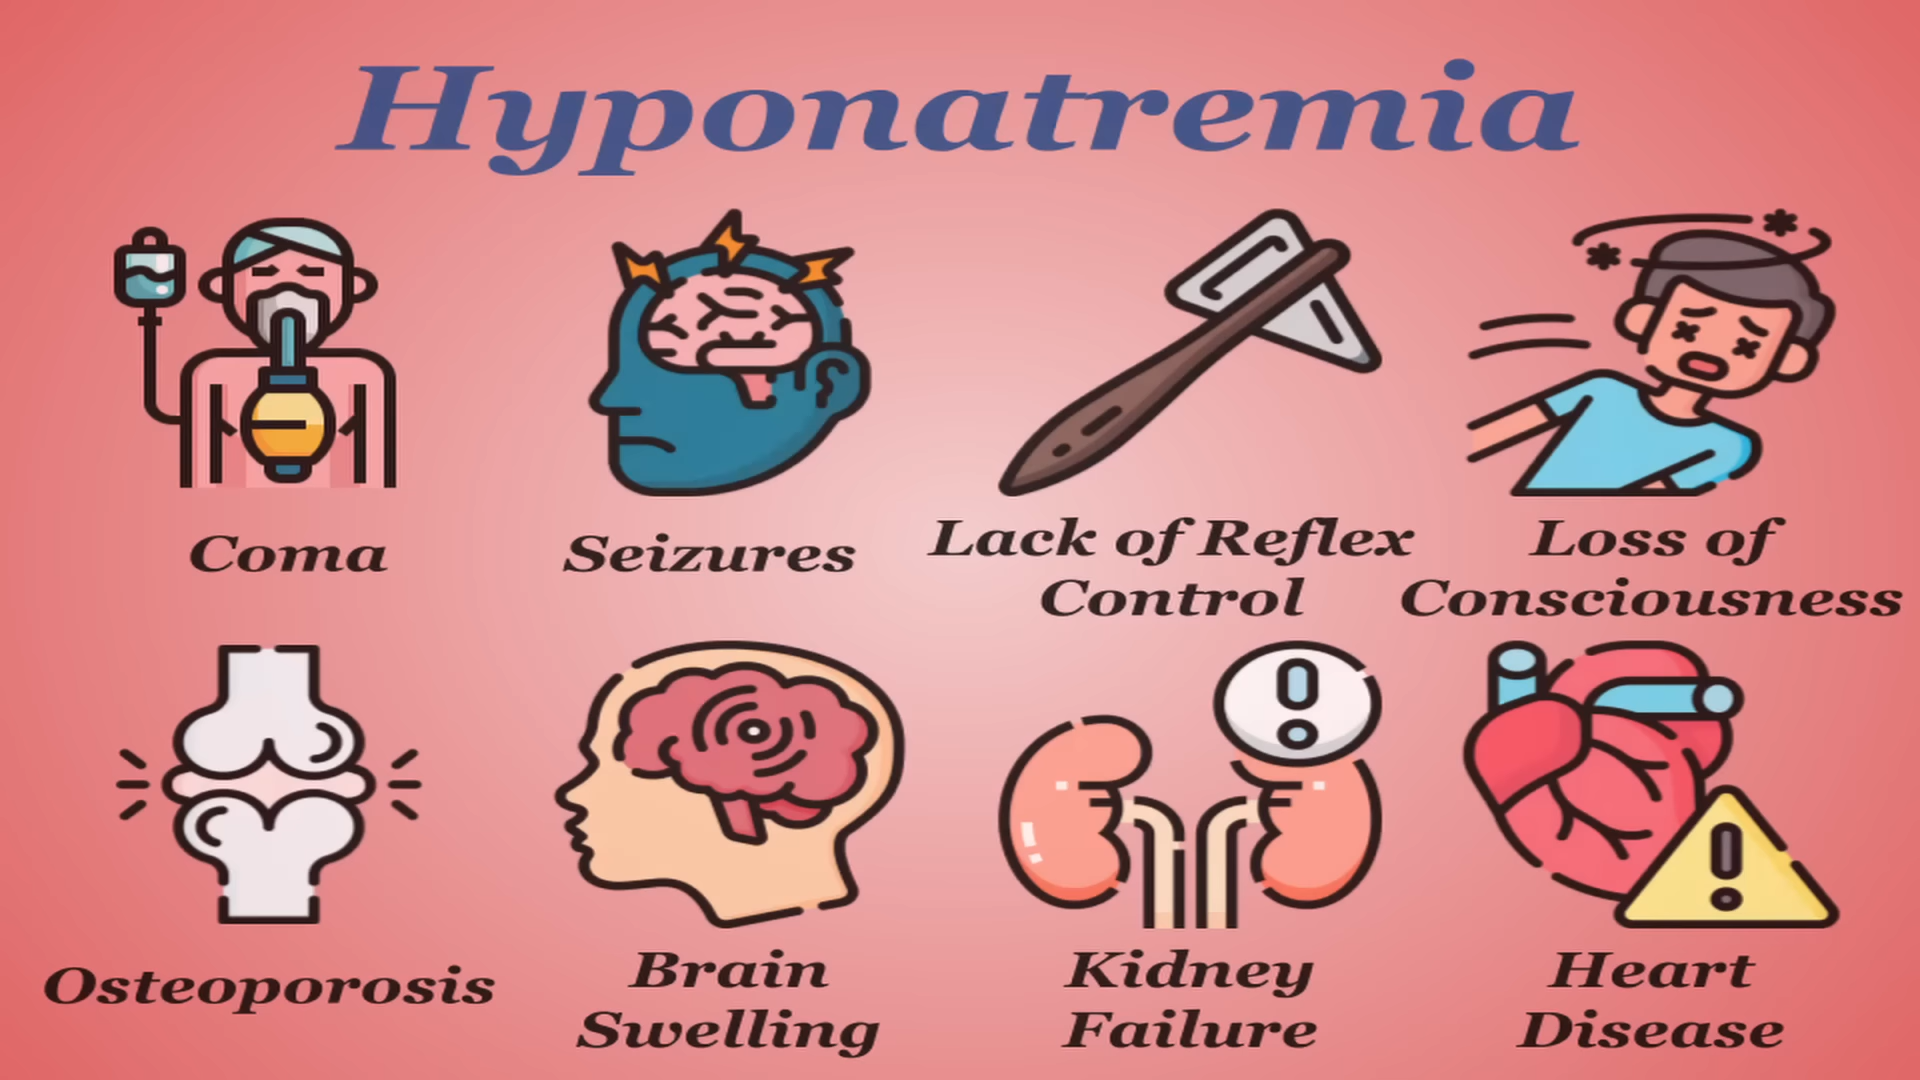 Hyponatremia
Coma
Seizures
Lack of Reflex
Control
Loss of
Consciousness
Osteoporosis
Brain
Swelling
Kidney
Failure
Heart
Disease